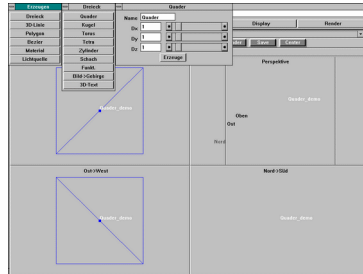 Erzeugen
Dreieck
3D-Linie
Polygon
Bezier
Material
Lichtquelle
Dreieck
Quader
Kugel
Torus
Tetra
Zylinder
Schach
Funkt.
Bild->Gebirge
3D-Text
Quader
Name Quader
Dx 1
Dy 1
Dz 1
Erzeuge
Display
Render
Save
Center
Quader_demo
Perspektive
Quader_demo
Oben
Ost
Nord
Ost->West
Quader_demo
Nord->Süd
Quader_demo